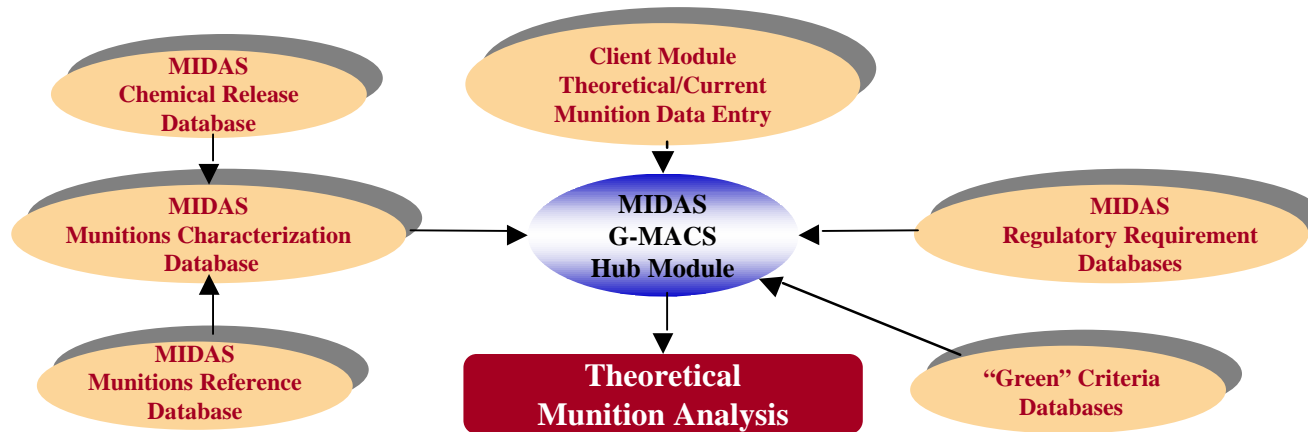 MIDAS
Chemical Release
Database
Client Module
Theoretical/Current
Munition Data Entry
MIDAS
Munitions Characterization
Database
MIDAS
G-MACS
Hub Module
MIDAS
Regulatory Requirement
Databases
MIDAS
Munitions Reference
Database
Theoretical
Munition Analysis
“Green” Criteria
Databases